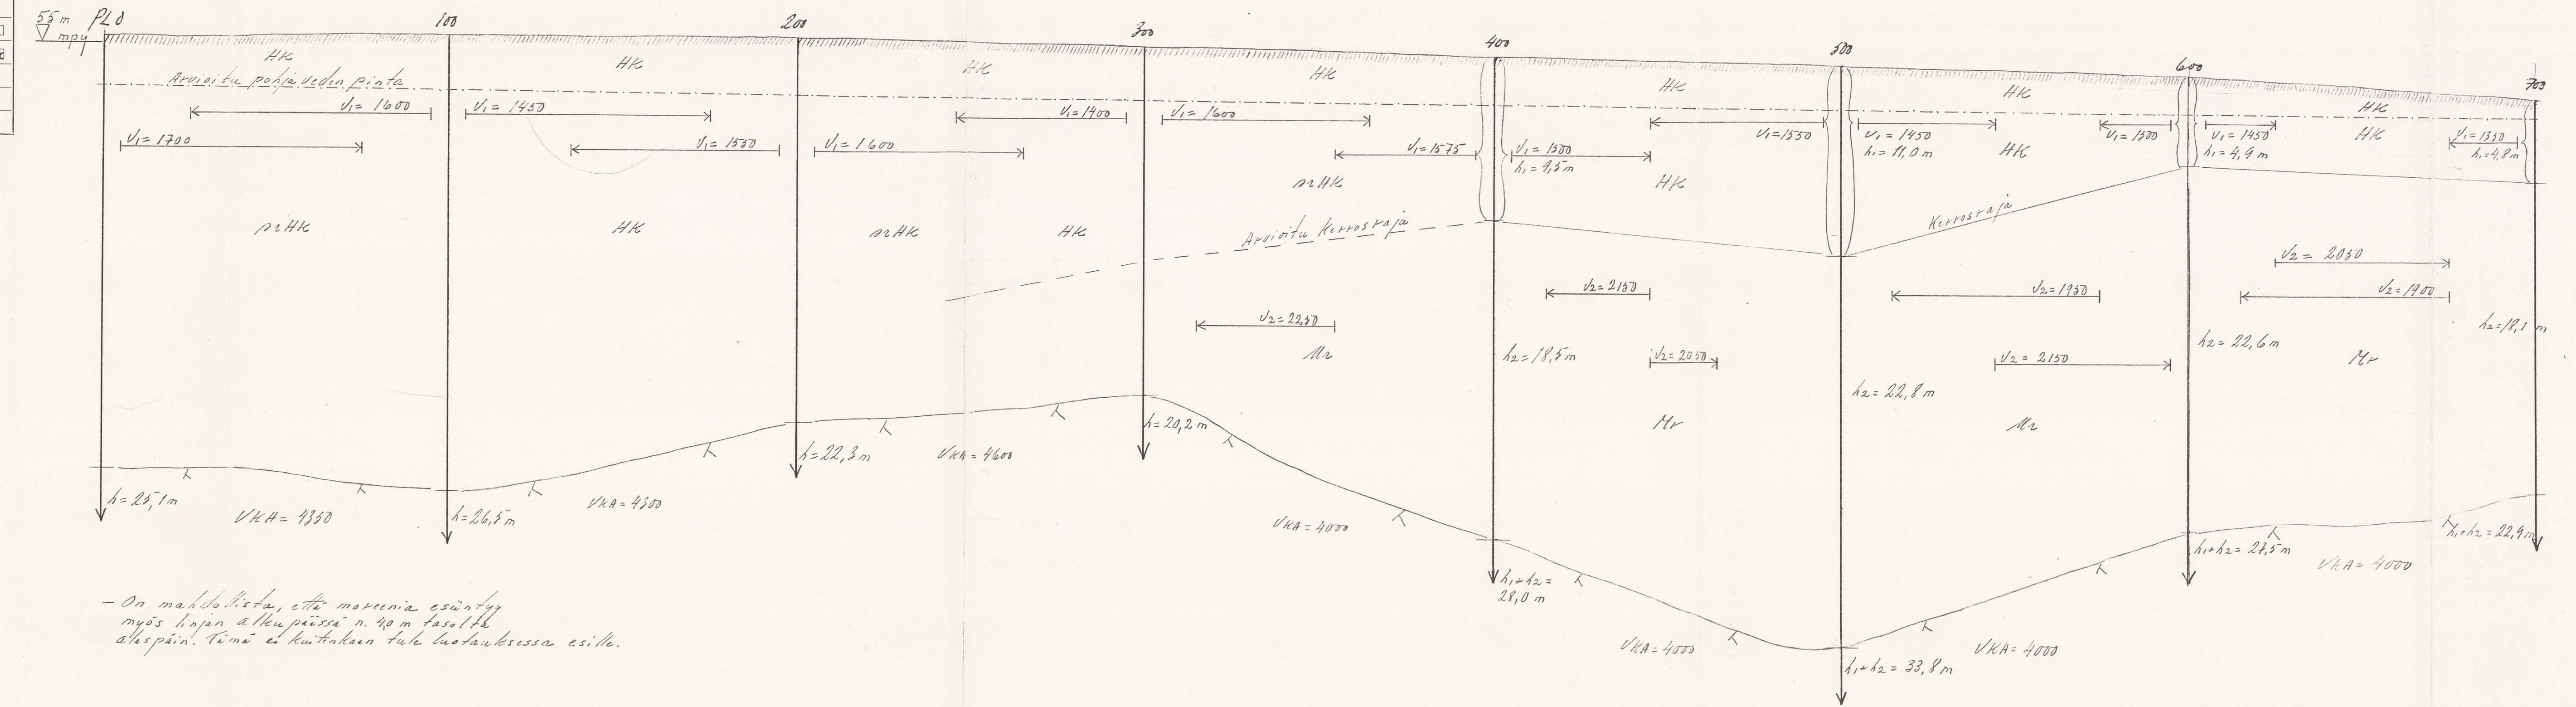 55 m
mpy
PL 0
100
200
300
400
500
600
700
HK
HK
HK
HK
HK
HK
HK
Arvioitu pohjaveden pinta
V1 = 1600
V1 = 1450
V1 = 1400
V1 = 1600
V1 = 1550
V1 = 1450
h1 = 11,0 m
V1 = 1500
V1 = 1450
h1 = 4,9 m
HK
V1 = 1350
h1 = 4,8 m
V1 = 1700
V1 = 1550
V1 = 1600
V1 = 1575
V1 = 1500
h1 = 9,5 m
HK
srHK
HK
srHK
HK
srHK
HK
Arvioitu Kerrosraja
Kerrosraja
V2 = 2250
V2 = 2150
V2 = 1950
V2 = 2050
V2 = 1900
Mr
h2 = 18,5 m
V2 = 2050
V2 = 2150
h2 = 22,6 m
Mr
h2 = 18,1 m
h2 = 22,8 m
Mr
Mr
h = 25,1 m
VKA = 4350
h = 26,5 m
VKA = 4300
h = 22,3 m
VKA = 4600
h = 20,2 m
VKA = 4000
h1 + h2 =
28,0 m
VKA = 4000
h1 + h2 = 33,8 m
VKA = 4000
h1 + h2 = 27,5 m
VKA = 4000
h1 + h2 = 22,9 m
– On mahdollista, että moreenia esiintyy
myös linjan alkupäässä n. 40 m tasolta
alaspäin. Tämä ei kuitenkaan tule luotauksessa esille.